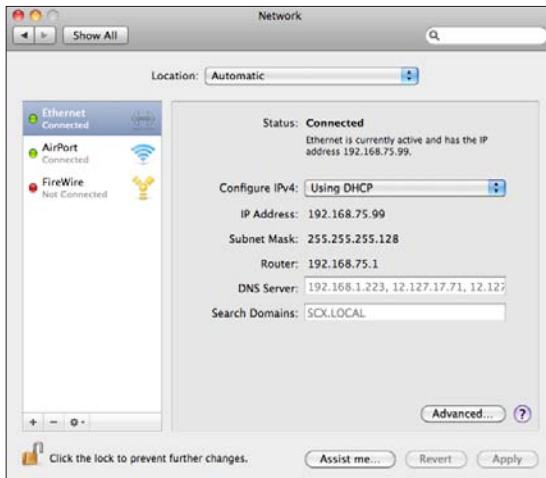 Network
Show All
Location: Automatic
Ethernet
Connected
AirPort
Connected
FireWire
Not Connected
Status: Connected
Ethernet is currently active and has the IP
address 192.168.75.99.
Configure IPv4: Using DHCP
IP Address: 192.168.75.99
Subnet Mask: 255.255.255.128
Router: 192.168.75.1
DNS Server: 192.168.1.223, 12.127.17.71, 12.127
Search Domains: SCX.LOCAL
Advanced... ?
Click the lock to prevent further changes.
Assist me... Revert Apply